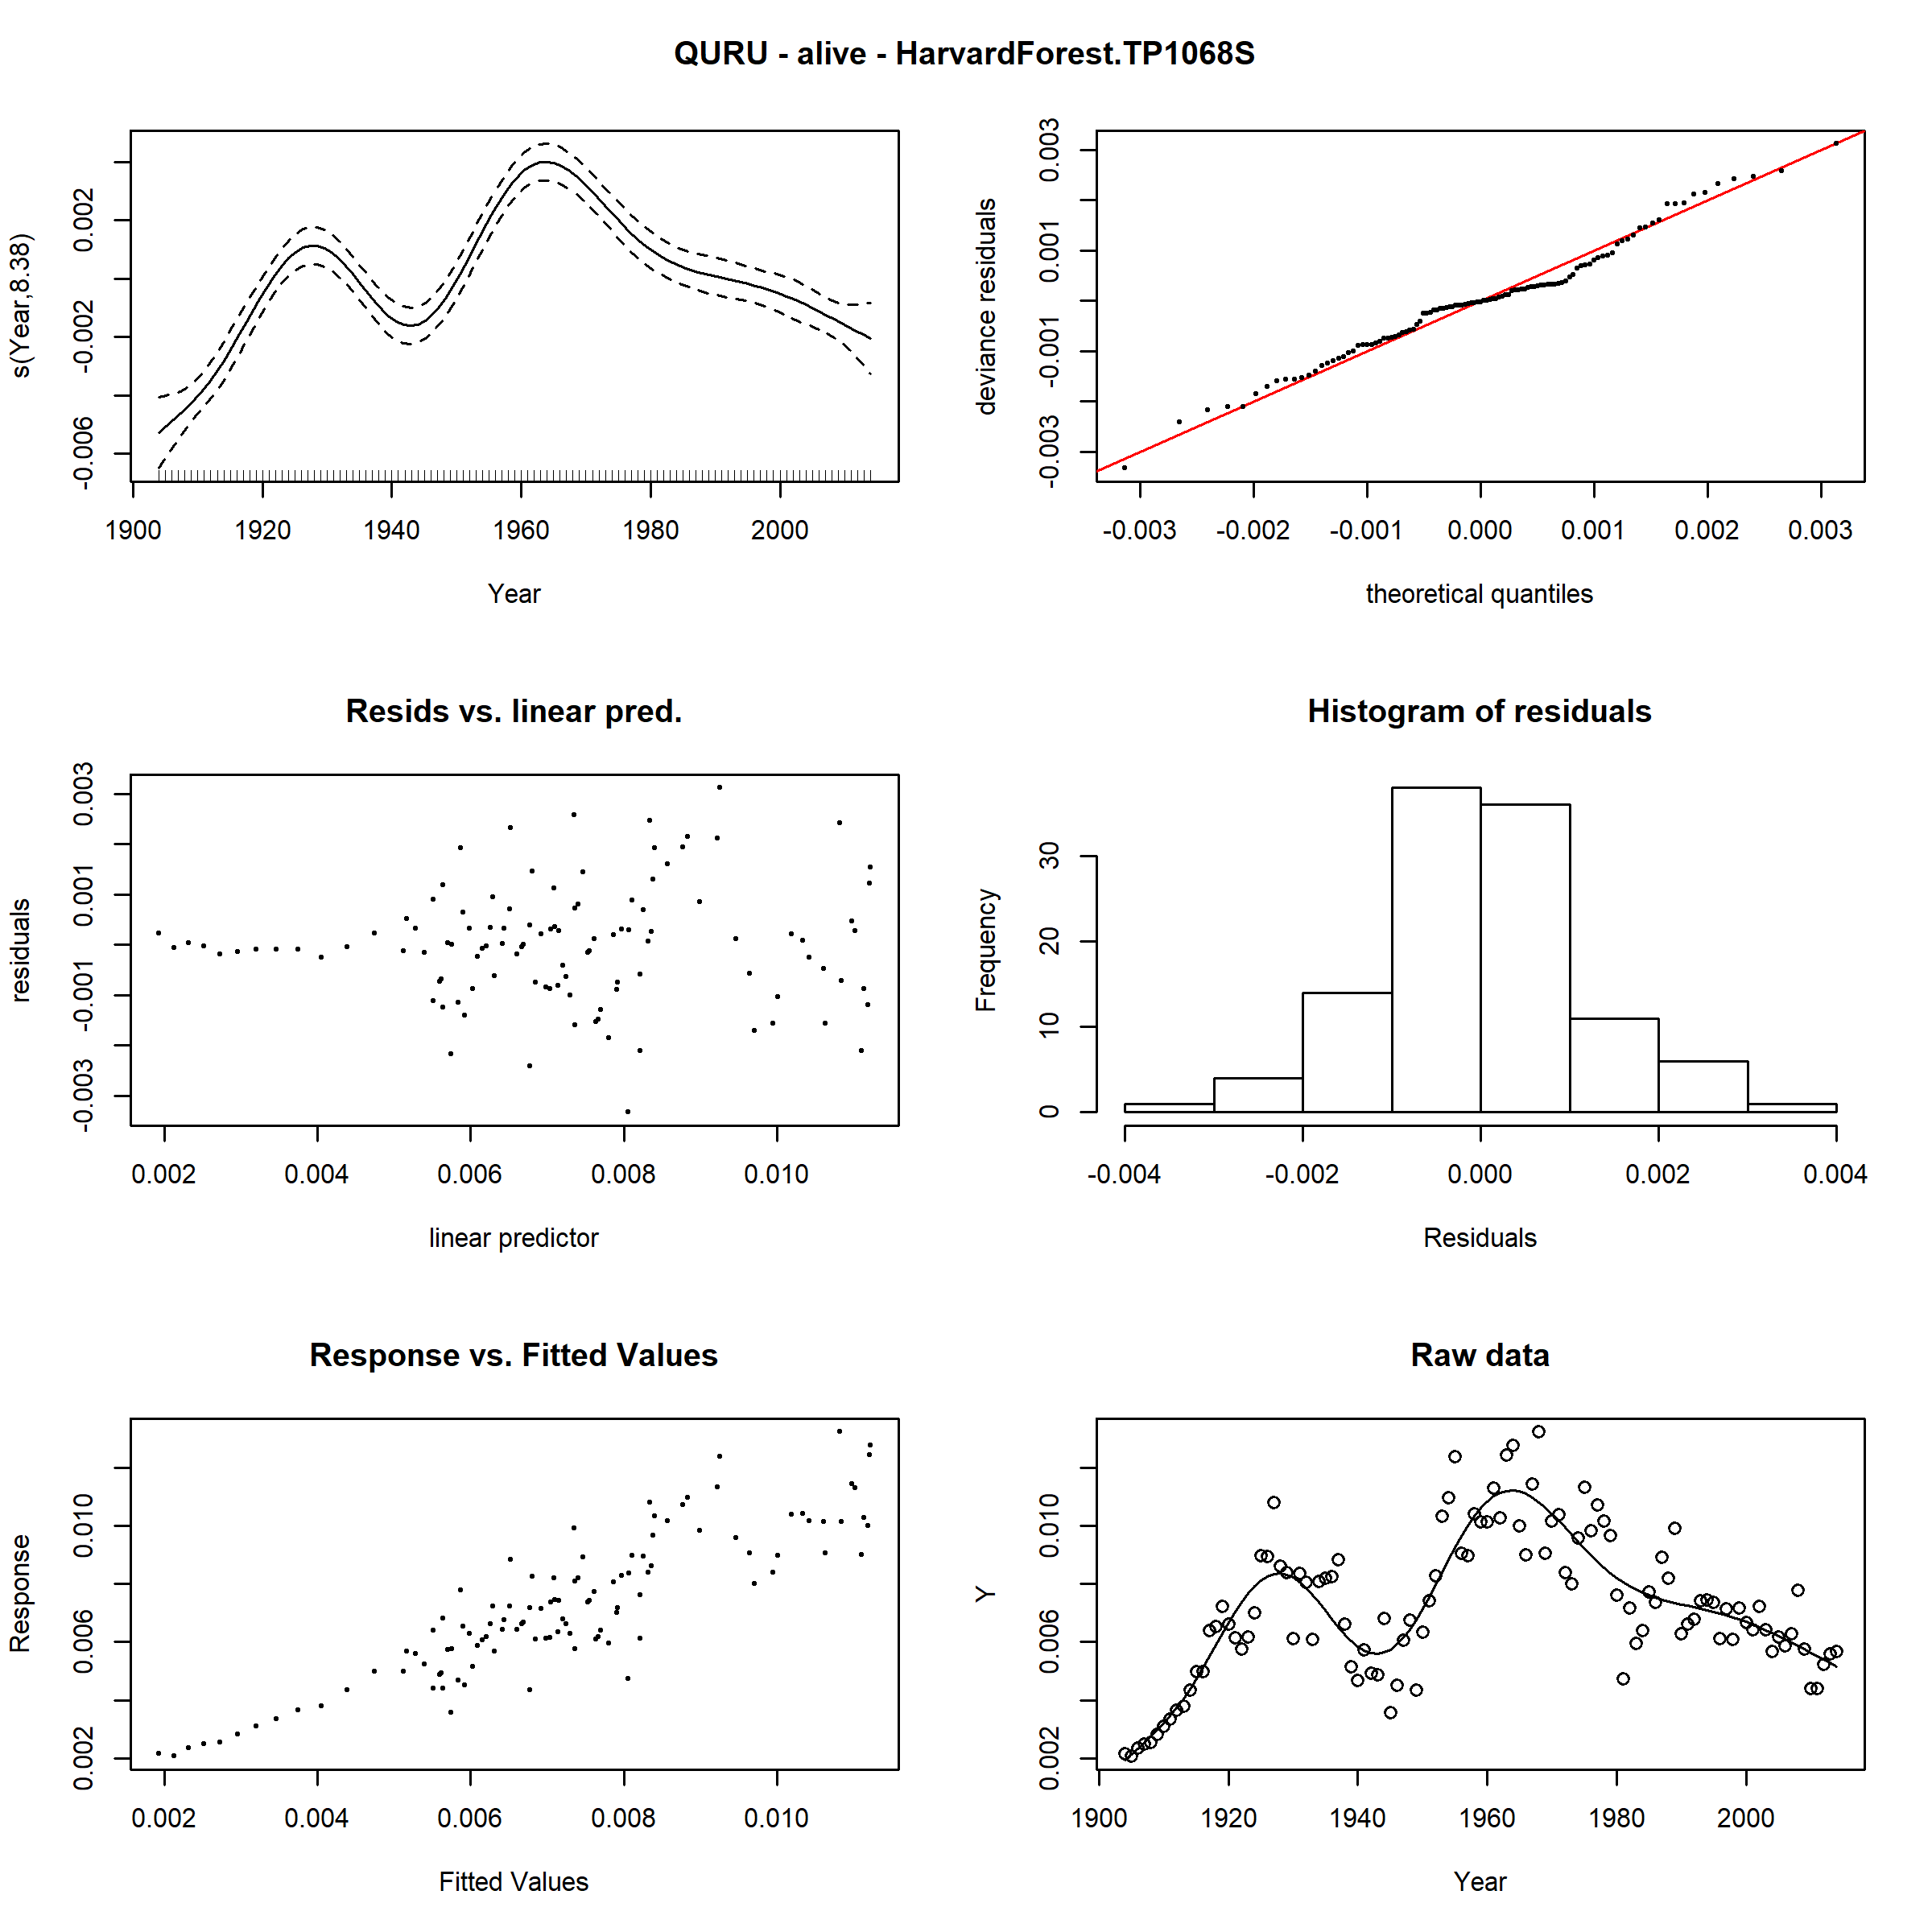 QURU - alive - HarvardForest.TP1068S
s(Year,8.38)
0.002
-0.002
-0.006
1900 1920 1940 1960 1980 2000
Year
deviance residuals
0.003
0.001
-0.001
-0.003
-0.003 -0.002 -0.001 0.000 0.001 0.002 0.003
theoretical quantiles
Resids vs. linear pred.
residuals
0.003
0.001
-0.001
-0.003
0.002 0.004 0.006 0.008 0.010
linear predictor
Histogram of residuals
Frequency
30
20
10
0
-0.004 -0.002 0.000 0.002 0.004
Residuals
Response vs. Fitted Values
Response
0.010
0.006
0.002
0.002 0.004 0.006 0.008 0.010
Fitted Values
Raw data
Y
0.010
0.006
0.002
1900 1920 1940 1960 1980 2000
Year